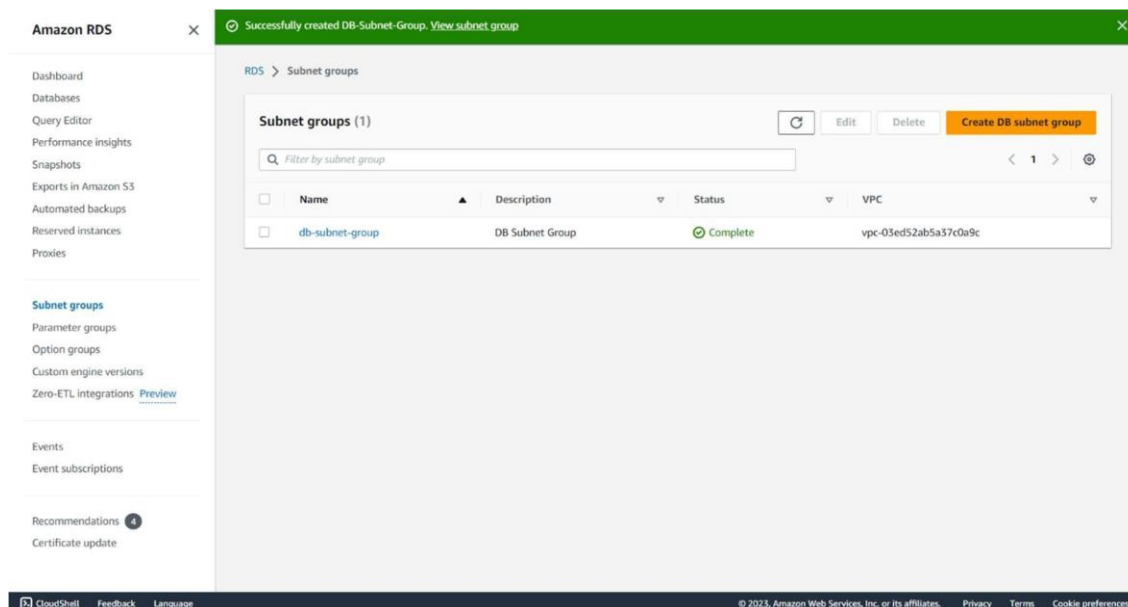 Amazon RDS
Successfully created DB-Subnet-Group. View subnet group
Dashboard
Databases
Query Editor
Performance insights
Snapshots
Exports in Amazon S3
Automated backups
Reserved instances
Proxies
Subnet groups
Parameter groups
Option groups
Custom engine versions
Zero-ETL integrations Preview
Events
Event subscriptions
Recommendations 4
Certificate update
RDS > Subnet groups
Subnet groups (1)
Edit Delete Create DB subnet group
Filter by subnet group
< 1 >
Name Description Status VPC
db-subnet-group DB Subnet Group Complete vpc-03ed52ab5a37c0a9c
CloudShell Feedback Language © 2023, Amazon Web Services, Inc. or its affiliates. Privacy Terms Cookie preferences